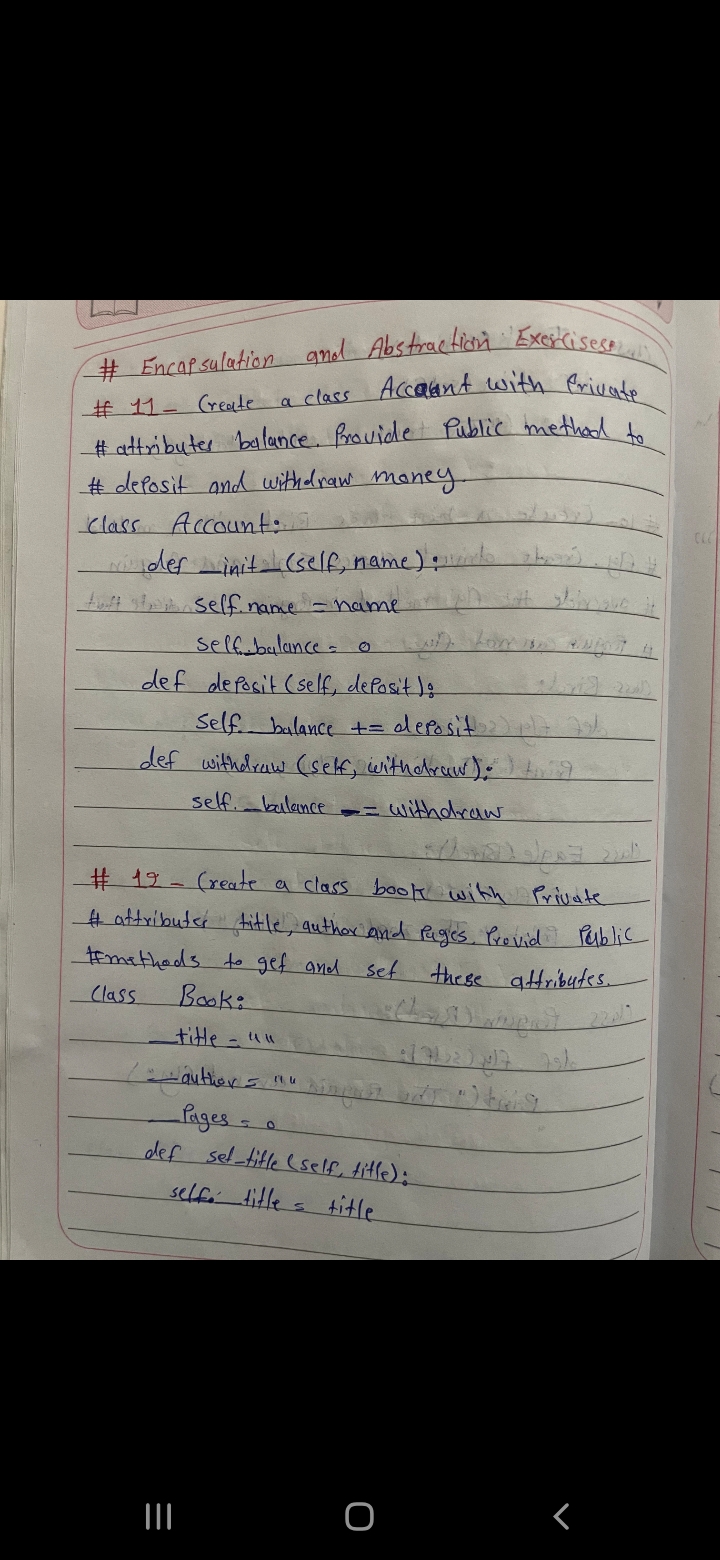 # Encapsulation and Abstraction Exercises
# 11 - Create a class Account with Private
# attributes balance. Provide Public method to
# deposit and withdraw money.
Class Account:
def __init__(self, name):
self.name = name
self.__balance = 0
def deposit(self, deposit):
self.__balance += deposit
def withdraw(self, withdraw):
self.__balance -= withdraw
# 12 - Create a class book with Private
# attributes title, author and Pages. Provid Public
# methods to get and set these attributes.
Class Book:
__title = ""
__author = ""
__Pages = 0
def set_title(self, title):
self.__title = title